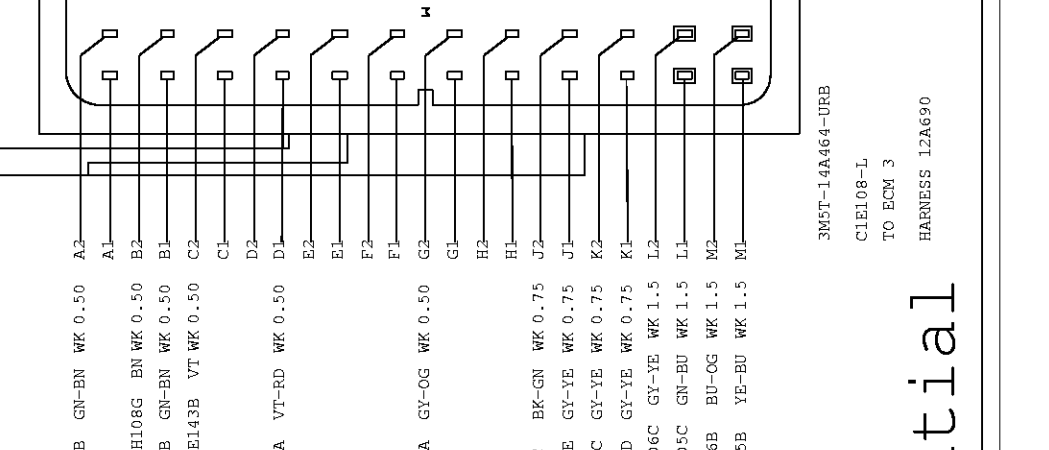 M
A2 GN-BN WK 0.50
A1
B2 H108G BN WK 0.50
B1 GN-BN WK 0.50
C2 E143B VT WK 0.50
C1
D2
D1 VT-RD WK 0.50
E2
E1
F2
F1
G2 GY-OG WK 0.50
G1
H2
H1
J2 BK-GN WK 0.75
J1 GY-YE WK 0.75
K2 GY-YE WK 0.75
K1 GY-YE WK 0.75
L2 GY-YE WK 1.5
L1 GN-BU WK 1.5
M2 BU-OG WK 1.5
M1 YE-BU WK 1.5
3M5T-14A464-URB
C1E108-L
TO ECM 3
HARNESS 12A690
tial